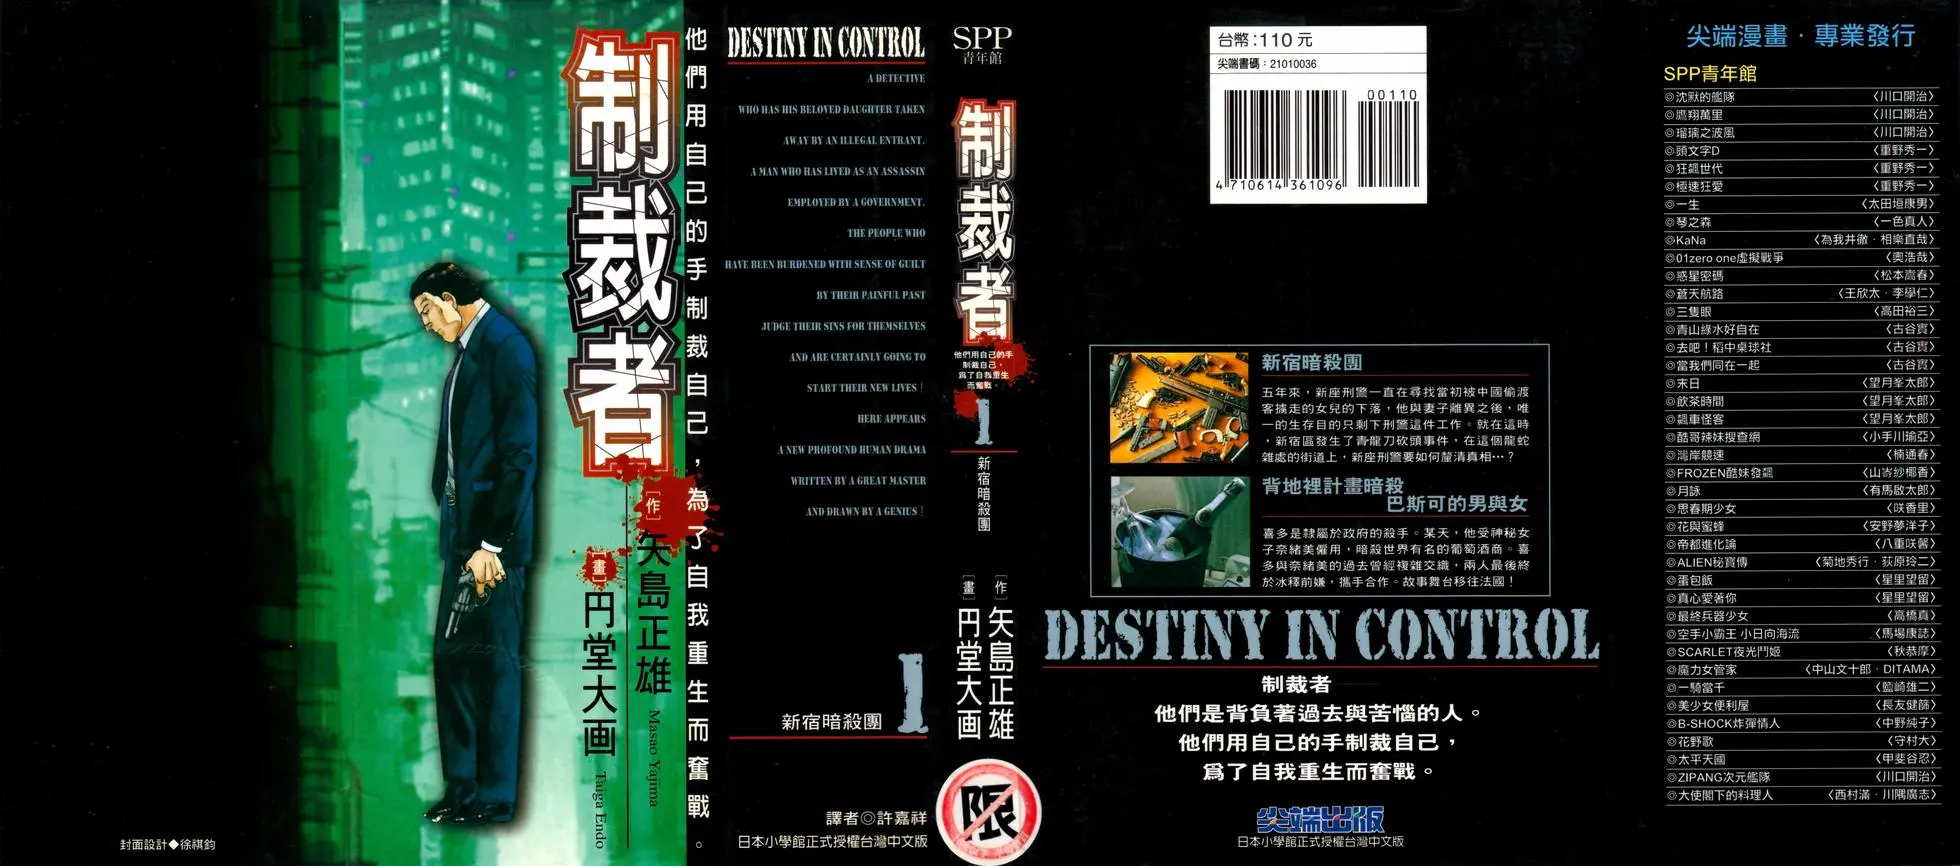 封面設計◆徐祺鈞
制裁者
[作]
矢島正雄
Masao Yajima
[畫]
円堂大画
Taiga Endo
他們用自己的手制裁自己，為了自我重生而奮戰。
DESTINY IN CONTROL
A DETECTIVE
WHO HAS HIS BELOVED DAUGHTER TAKEN
AWAY BY AN ILLEGAL ENTRANT.
A MAN WHO HAS LIVED AS AN ASSASSIN
EMPLOYED BY A GOVERNMENT.
THE PEOPLE WHO
HAVE BEEN BURDENED WITH SENSE OF GUILT
BY THEIR PAINFUL PAST
JUDGE THEIR SINS FOR THEMSELVES
AND ARE CERTAINLY GOING TO
START THEIR NEW LIVES!
HERE APPEARS
A NEW PROFOUND HUMAN DRAMA
WRITTEN BY A GREAT MASTER
AND DRAWN BY A GENIUS!
新宿暗殺團
1
譯者◎許嘉祥
日本小學館正式授權台灣中文版
SPP
青年館
制裁者
他們用自己的手
制裁自己，
為了自我重生
而奮戰
1
新宿暗殺團
[作]
矢島正雄
[畫]
円堂大画
限
台幣：110 元
尖端書碼：21010036
00110
4 710614 361096
新宿暗殺團
五年來，新座刑警一直在尋找當初被中國偷渡
客擄走的女兒的下落，他與妻子離異之後，唯
一的生存目的只剩下刑警這件工作。就在這時
，新宿區發生了青龍刀砍頭事件，在這個龍蛇
雜處的街道上，新座刑警要如何釐清真相…？
背地裡計畫暗殺
巴斯可的男與女
喜多是隸屬於政府的殺手。某天，他受神秘女
子奈緒美僱用，暗殺世界有名的葡萄酒商。喜
多與奈緒美的過去曾經複雜交織，兩人最後終
於冰釋前嫌，攜手合作。故事舞台移往法國！
DESTINY IN CONTROL
制裁者
他們是背負著過去與苦惱的人。
他們用自己的手制裁自己，
為了自我重生而奮戰。
尖端出版
日本小學館正式授權台灣中文版
尖端漫畫・專業發行
SPP青年館
◎沈默的艦隊〈川口開治〉
◎鷹翔萬里〈川口開治〉
◎瑠璃之波風〈川口開治〉
◎頭文字D〈重野秀一〉
◎狂飆世代〈重野秀一〉
◎極速狂愛〈重野秀一〉
◎一生〈太田垣康男〉
◎琴之森〈一色真人〉
◎KaNa〈為我井徹・相樂直哉〉
◎01zero one虛擬戰爭〈奧浩哉〉
◎惑星密碼〈松本嵩春〉
◎蒼天航路〈王欣太・李學仁〉
◎三隻眼〈高田裕三〉
◎青山綠水好自在〈古谷實〉
◎去吧！稻中桌球社〈古谷實〉
◎當我們同在一起〈古谷實〉
◎末日〈望月峯太郎〉
◎飲茶時間〈望月峯太郎〉
◎飆車怪客〈望月峯太郎〉
◎酷哥辣妹搜查網〈小手川瑜亞〉
◎灣岸競速〈楠通春〉
◎FROZEN酷妹發飆〈山崎紗椰香〉
◎月詠〈有馬啟太郎〉
◎思春期少女〈咲香里〉
◎花與蜜蜂〈安野夢洋子〉
◎帝都進化論〈八重咲馨〉
◎ALIEN秘寶傳〈菊地秀行・荻原玲二〉
◎蛋包飯〈星里望留〉
◎真心愛著你〈星里望留〉
◎最終兵器少女〈高橋真〉
◎空手小霸王 小日向海流〈馬場康誌〉
◎SCARLET夜光鬥姬〈秋恭摩〉
◎魔力女管家〈中山文十郎・DITAMA〉
◎一騎當千〈鹽崎雄二〉
◎美少女便利屋〈長友健篩〉
◎B-SHOCK炸彈情人〈中野純子〉
◎花野歌〈守村大〉
◎太平天國〈甲斐谷忍〉
◎ZIPANG次元艦隊〈川口開治〉
◎大使閣下的料理人〈西村滿・川隅廣志〉